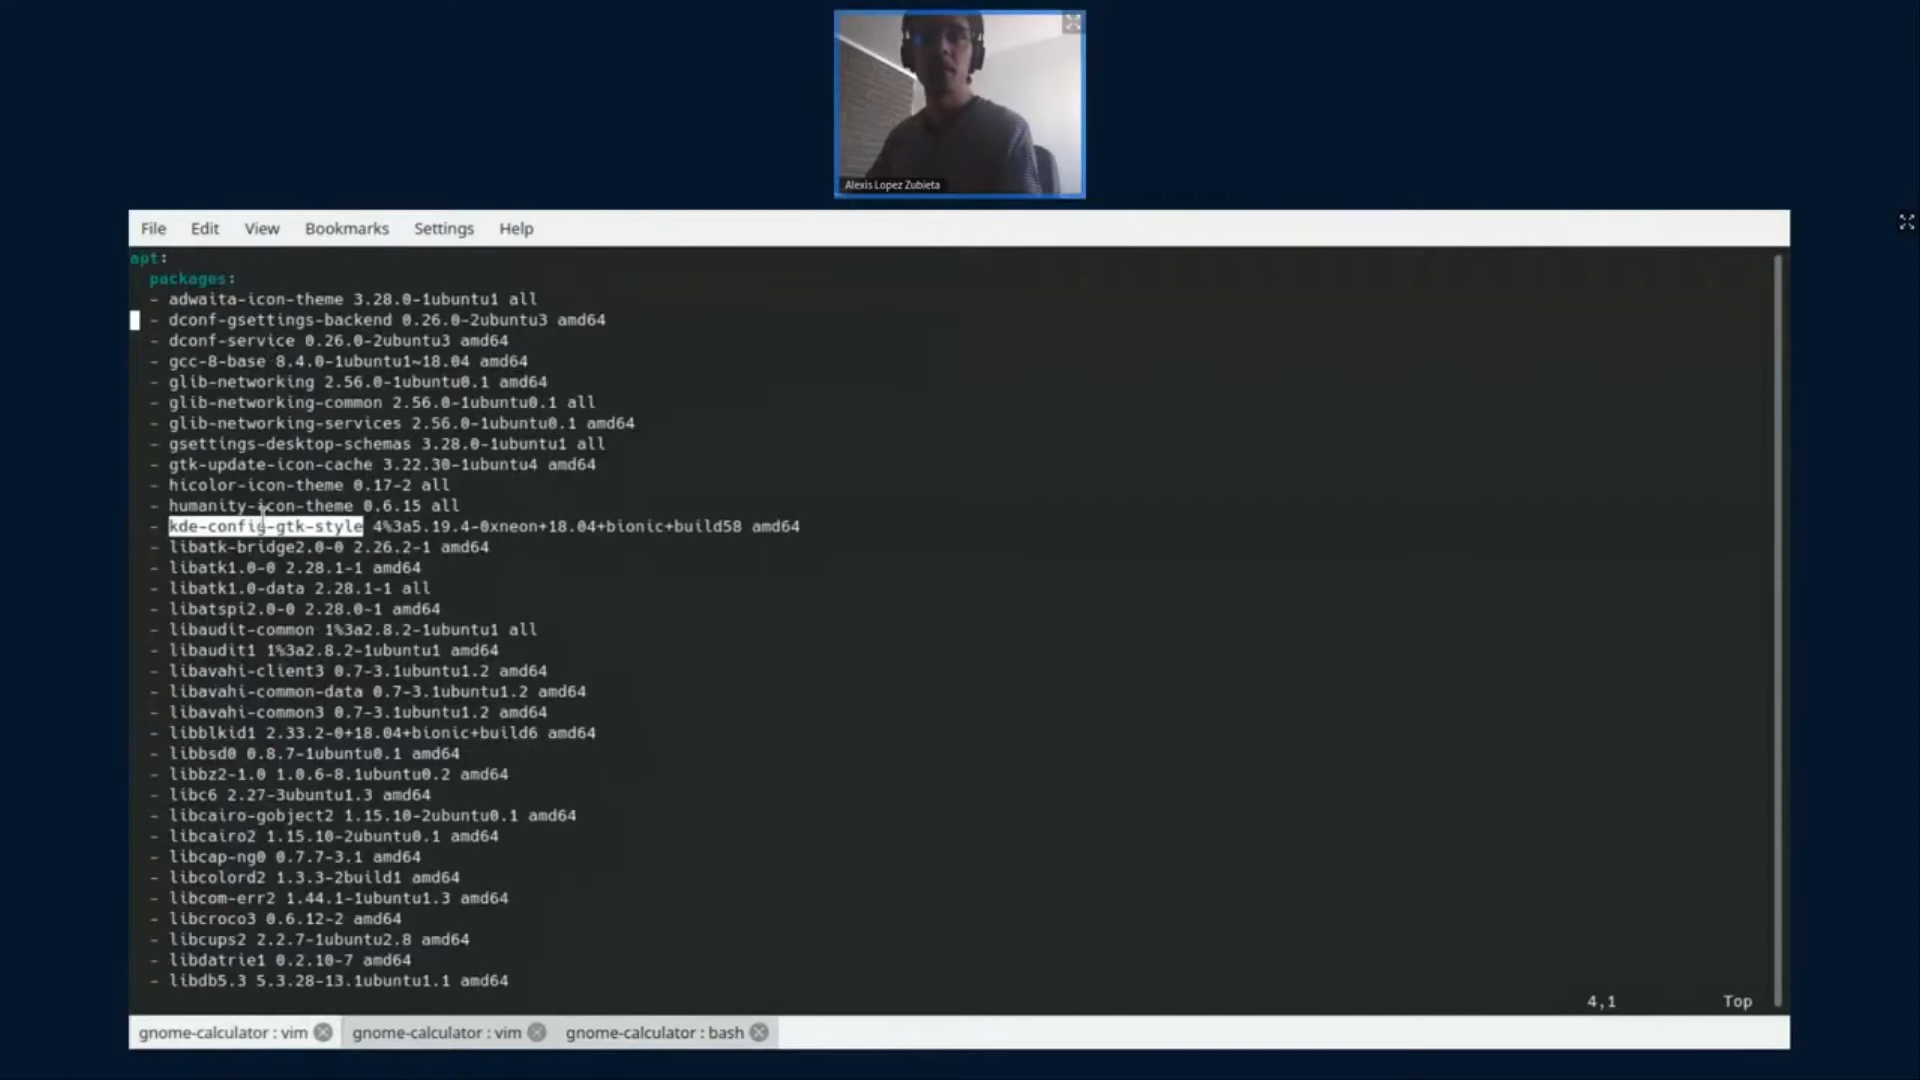 Alexis Lopez Zubieta
File Edit View Bookmarks Settings Help
apt:
packages:
- adwaita-icon-theme 3.28.0-1ubuntu1 all
- dconf-gsettings-backend 0.26.0-2ubuntu3 amd64
- dconf-service 0.26.0-2ubuntu3 amd64
- gcc-8-base 8.4.0-1ubuntu1~18.04 amd64
- glib-networking 2.56.0-1ubuntu0.1 amd64
- glib-networking-common 2.56.0-1ubuntu0.1 all
- glib-networking-services 2.56.0-1ubuntu0.1 amd64
- gsettings-desktop-schemas 3.28.0-1ubuntu1 all
- gtk-update-icon-cache 3.22.30-1ubuntu4 amd64
- hicolor-icon-theme 0.17-2 all
- humanity-icon-theme 0.6.15 all
- kde-config-gtk-style 4%3a5.19.4-0xneon+18.04+bionic+build58 amd64
- libatk-bridge2.0-0 2.26.2-1 amd64
- libatk1.0-0 2.28.1-1 amd64
- libatk1.0-data 2.28.1-1 all
- libatspi2.0-0 2.28.0-1 amd64
- libaudit-common 1%3a2.8.2-1ubuntu1 all
- libaudit1 1%3a2.8.2-1ubuntu1 amd64
- libavahi-client3 0.7-3.1ubuntu1.2 amd64
- libavahi-common-data 0.7-3.1ubuntu1.2 amd64
- libavahi-common3 0.7-3.1ubuntu1.2 amd64
- libblkid1 2.33.2-0+18.04+bionic+build6 amd64
- libbsd0 0.8.7-1ubuntu0.1 amd64
- libbz2-1.0 1.0.6-8.1ubuntu0.2 amd64
- libc6 2.27-3ubuntu1.3 amd64
- libcairo-gobject2 1.15.10-2ubuntu0.1 amd64
- libcairo2 1.15.10-2ubuntu0.1 amd64
- libcap-ng0 0.7.7-3.1 amd64
- libcolord2 1.3.3-2build1 amd64
- libcom-err2 1.44.1-1ubuntu1.3 amd64
- libcroco3 0.6.12-2 amd64
- libcups2 2.2.7-1ubuntu2.8 amd64
- libdatrie1 0.2.10-7 amd64
- libdb5.3 5.3.28-13.1ubuntu1.1 amd64
4,1 Top
gnome-calculator : vim gnome-calculator : vim gnome-calculator : bash